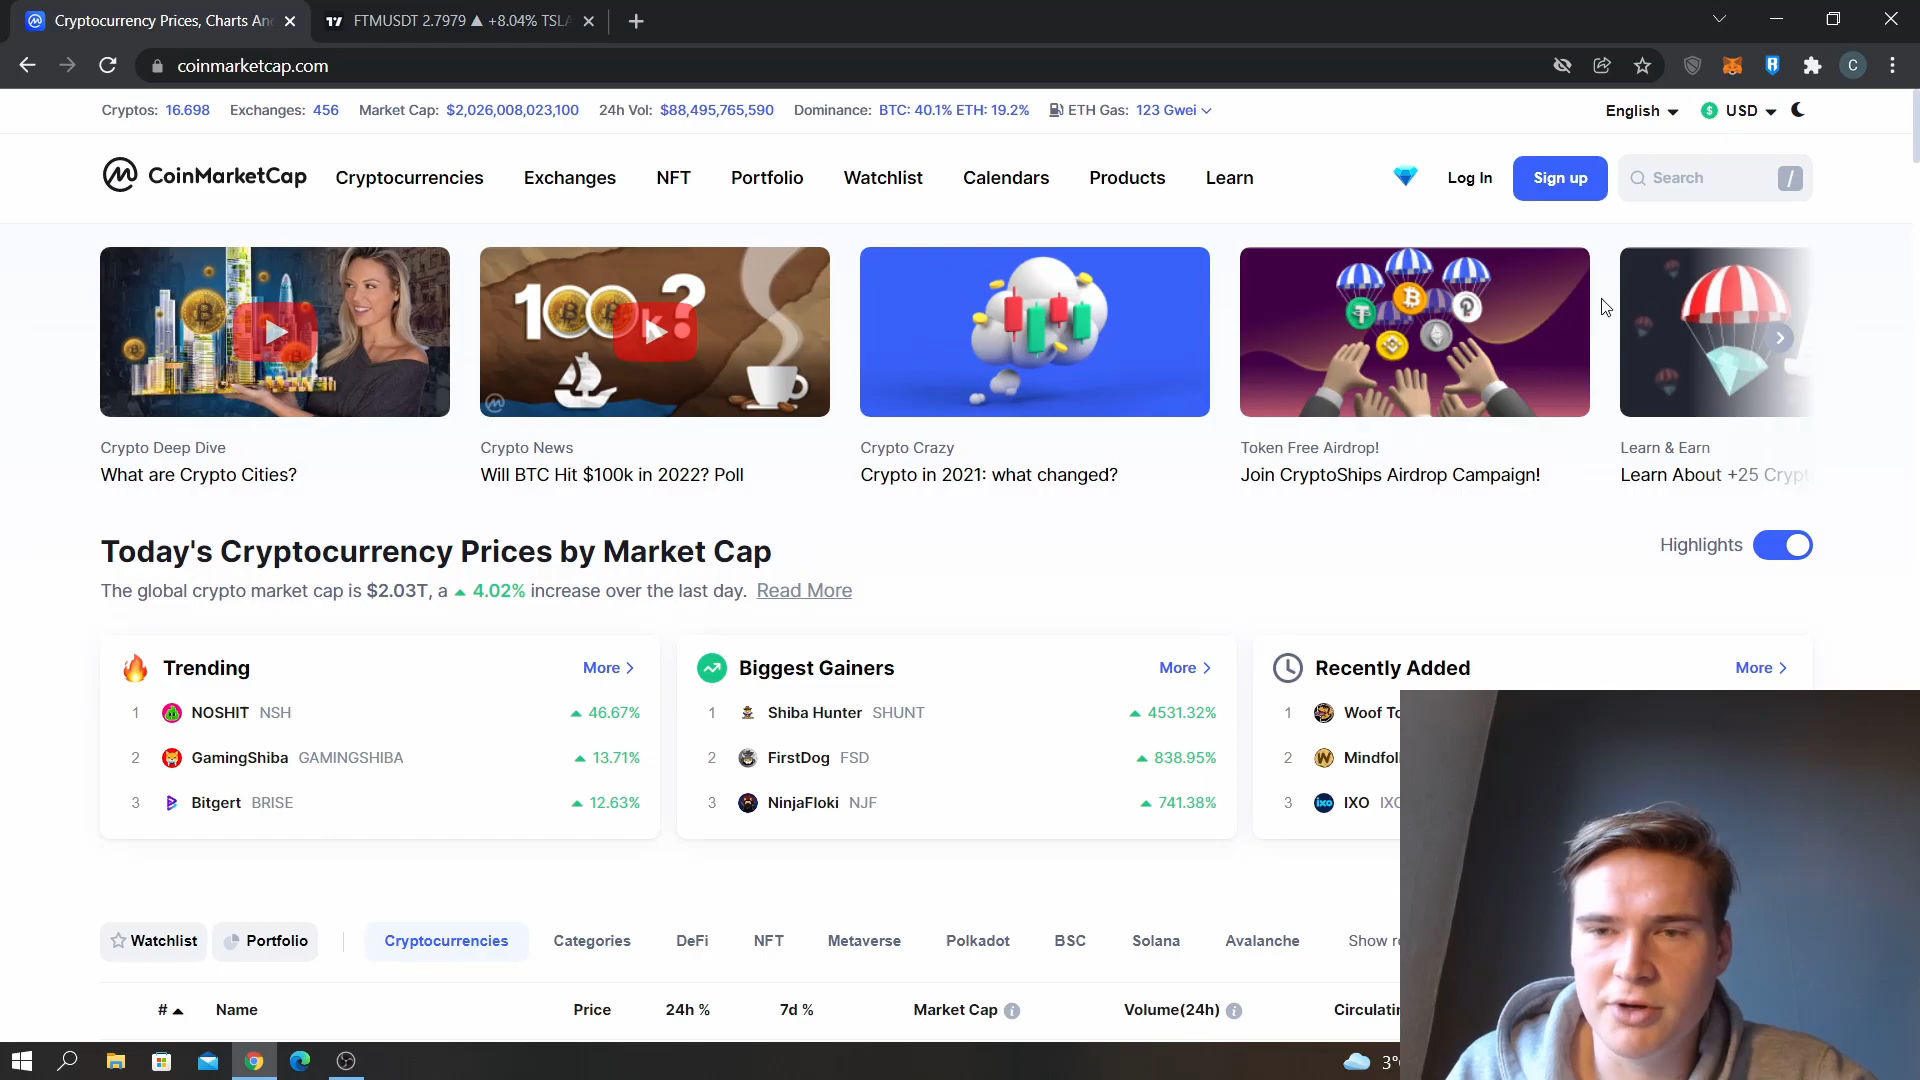 Cryptocurrency Prices, Charts An
FTMUSDT 2.7979 ▲ +8.04% TSLA
coinmarketcap.com
C
Cryptos: 16.698 Exchanges: 456 Market Cap: $2,026,008,023,100 24h Vol: $88,495,765,590 Dominance: BTC: 40.1% ETH: 19.2% ETH Gas: 123 Gwei
English $ USD
CoinMarketCap Cryptocurrencies Exchanges NFT Portfolio Watchlist Calendars Products Learn Log In Sign up Search /
100k?
Crypto Deep Dive
What are Crypto Cities?
Crypto News
Will BTC Hit $100k in 2022? Poll
Crypto Crazy
Crypto in 2021: what changed?
Token Free Airdrop!
Join CryptoShips Airdrop Campaign!
Learn & Earn
Learn About +25 Crypt
Today's Cryptocurrency Prices by Market Cap
Highlights
The global crypto market cap is $2.03T, a 4.02% increase over the last day. Read More
Trending More >
1 NOSHIT NSH 46.67%
2 GamingShiba GAMINGSHIBA 13.71%
3 Bitgert BRISE 12.63%
Biggest Gainers More >
1 Shiba Hunter SHUNT 4531.32%
2 FirstDog FSD 838.95%
3 NinjaFloki NJF 741.38%
Recently Added More >
1 Woof To
2 Mindfol
3 ixo IXO IXO
Watchlist Portfolio Cryptocurrencies Categories DeFi NFT Metaverse Polkadot BSC Solana Avalanche Show r
# Name Price 24h % 7d % Market Cap Volume(24h) Circulatin
3°